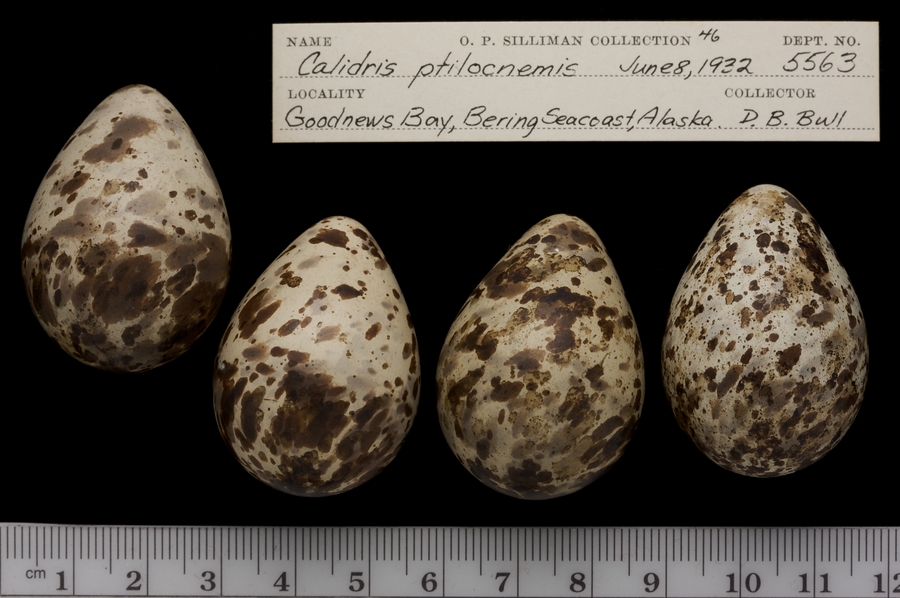 NAME O. P. SILLIMAN COLLECTION 46 DEPT. NO.
Calidris ptilocnemis June 8, 1932 5563
LOCALITY COLLECTOR
Goodnews Bay, Bering Seacoast, Alaska. D. B. Bull
cm 1 2 3 4 5 6 7 8 9 10 11 12